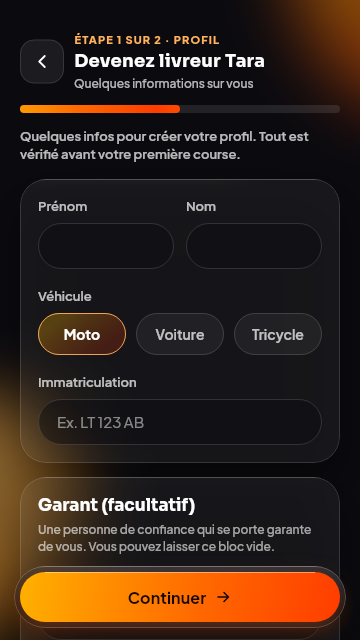 ÉTAPE 1 SUR 2 · PROFIL
Devenez livreur Tara
Quelques informations sur vous
Quelques infos pour créer votre profil. Tout est
vérifié avant votre première course.
Prénom
Nom
Véhicule
Moto
Voiture
Tricycle
Immatriculation
Ex. LT 123 AB
Garant (facultatif)
Une personne de confiance qui se porte garante
de vous. Vous pouvez laisser ce bloc vide.
Continuer →